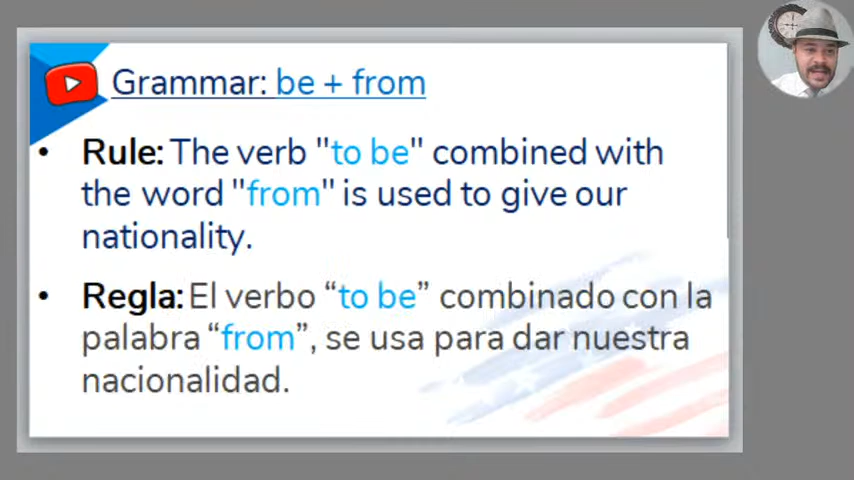 Grammar: be + from
• Rule: The verb "to be" combined with
the word "from" is used to give our
nationality.
• Regla: El verbo “to be” combinado con la
palabra “from”, se usa para dar nuestra
nacionalidad.